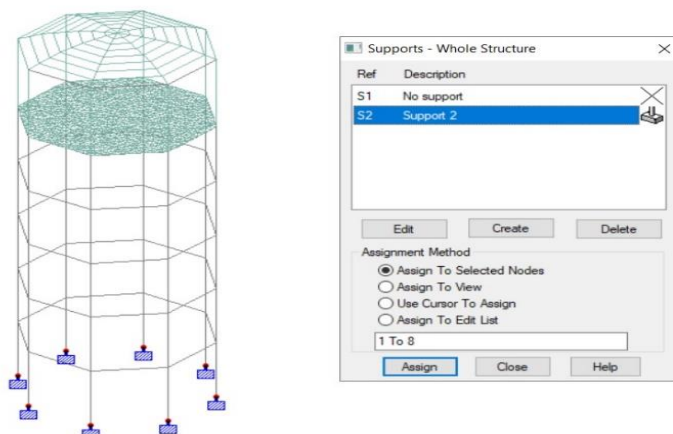 Supports - Whole Structure
Ref Description
S1 No support
S2 Support 2
Edit Create Delete
Assignment Method
Assign To Selected Nodes
Assign To View
Use Cursor To Assign
Assign To Edit List
1 To 8
Assign Close Help